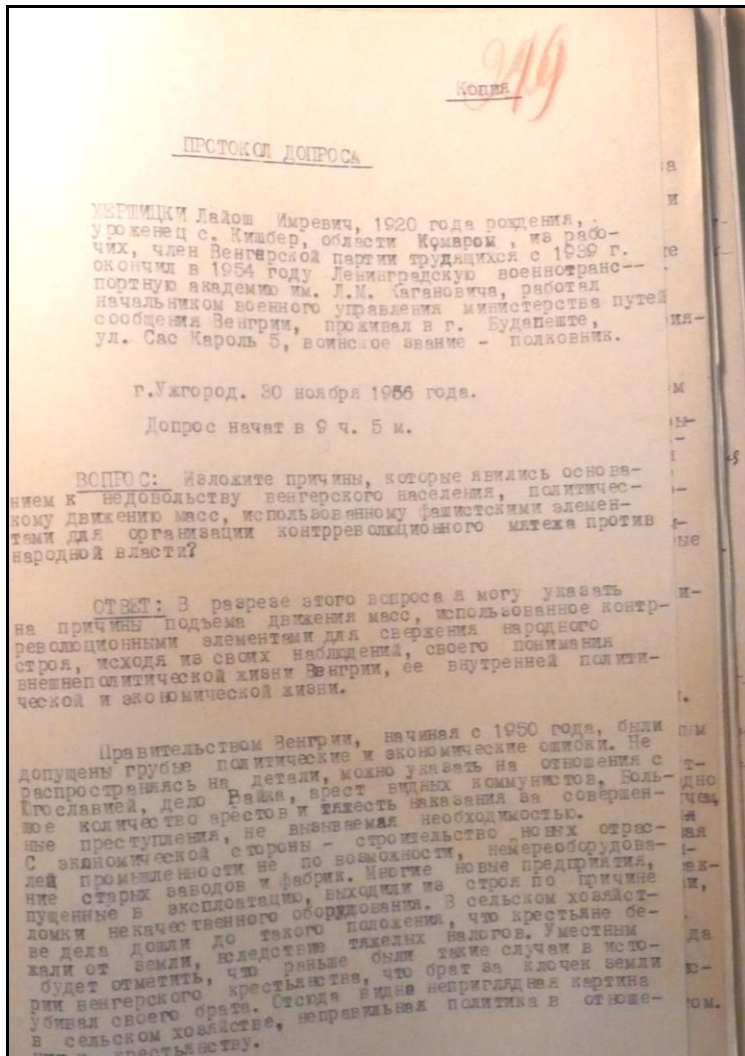 Копия
ПРОТОКОЛ ДОПРОСА
ХЕРШИЦКИ Лайош Имревич, 1920 года рождения,
уроженец с. Кишбер, области Комаром, из рабо-
чих, член Венгерской партии трудящихся с 1939 г.
окончил в 1954 году Ленинградскую военнотранс--
портную академию им. Л.М. Кагановича, работал
начальником военного управления министерства путей
сообщения Венгрии, проживал в г. Будапеште,
ул. Сас Кароль 5, воинское звание - полковник.
г.Ужгород. 30 ноября 1956 года.
Допрос начат в 9 ч. 5 м.
ВОПРОС: Изложите причины, которые явились основа-
нием к недовольству венгерского населения, политичес-
кому движению масс, использованному фашистскими элемен-
тами для организации контрреволюционного мятежа против
народной власти?
ОТВЕТ: В разрезе этого вопроса я могу указать
на причины подъема движения масс, использованное контр-
революционными элементами для свержения народного
строя, исходя из своих наблюдений, своего понимания
внешнеполитической жизни Венгрии, ее внутренней полити-
ческой и экономической жизни.
Правительством Венгрии, начиная с 1950 года, были
допущены грубые политические и экономические ошибки. Не
распространяясь на детали, можно указать на отношения с
Югославией, дело Райка, арест видных коммунистов. Боль-
шое количество арестов и тяжесть наказания за совершен-
ные преступления, не вызываемая необходимостью.
С экономической стороны - строительство новых отрас-
лей промышленности не по возможности, немереоборудова-
ние старых заводов и фабрик. Многие новые предприятия,
пущенные в эксплоатацию, выходили из строя по причине
ломки некачественного оборудования. В сельском хозяйст-
ве дела дошли до такого положения, что крестьяне бе-
жали от земли, вследствие тяжелых налогов. Уместным
будет отметить, что раньше были такие случаи в исто-
рии венгерского крестьянства, что брат за клочек земли
убивал своего брата. Отсюда видна неприглядная картина
в сельском хозяйстве, неправильная политика в отноше-
крестьянству.